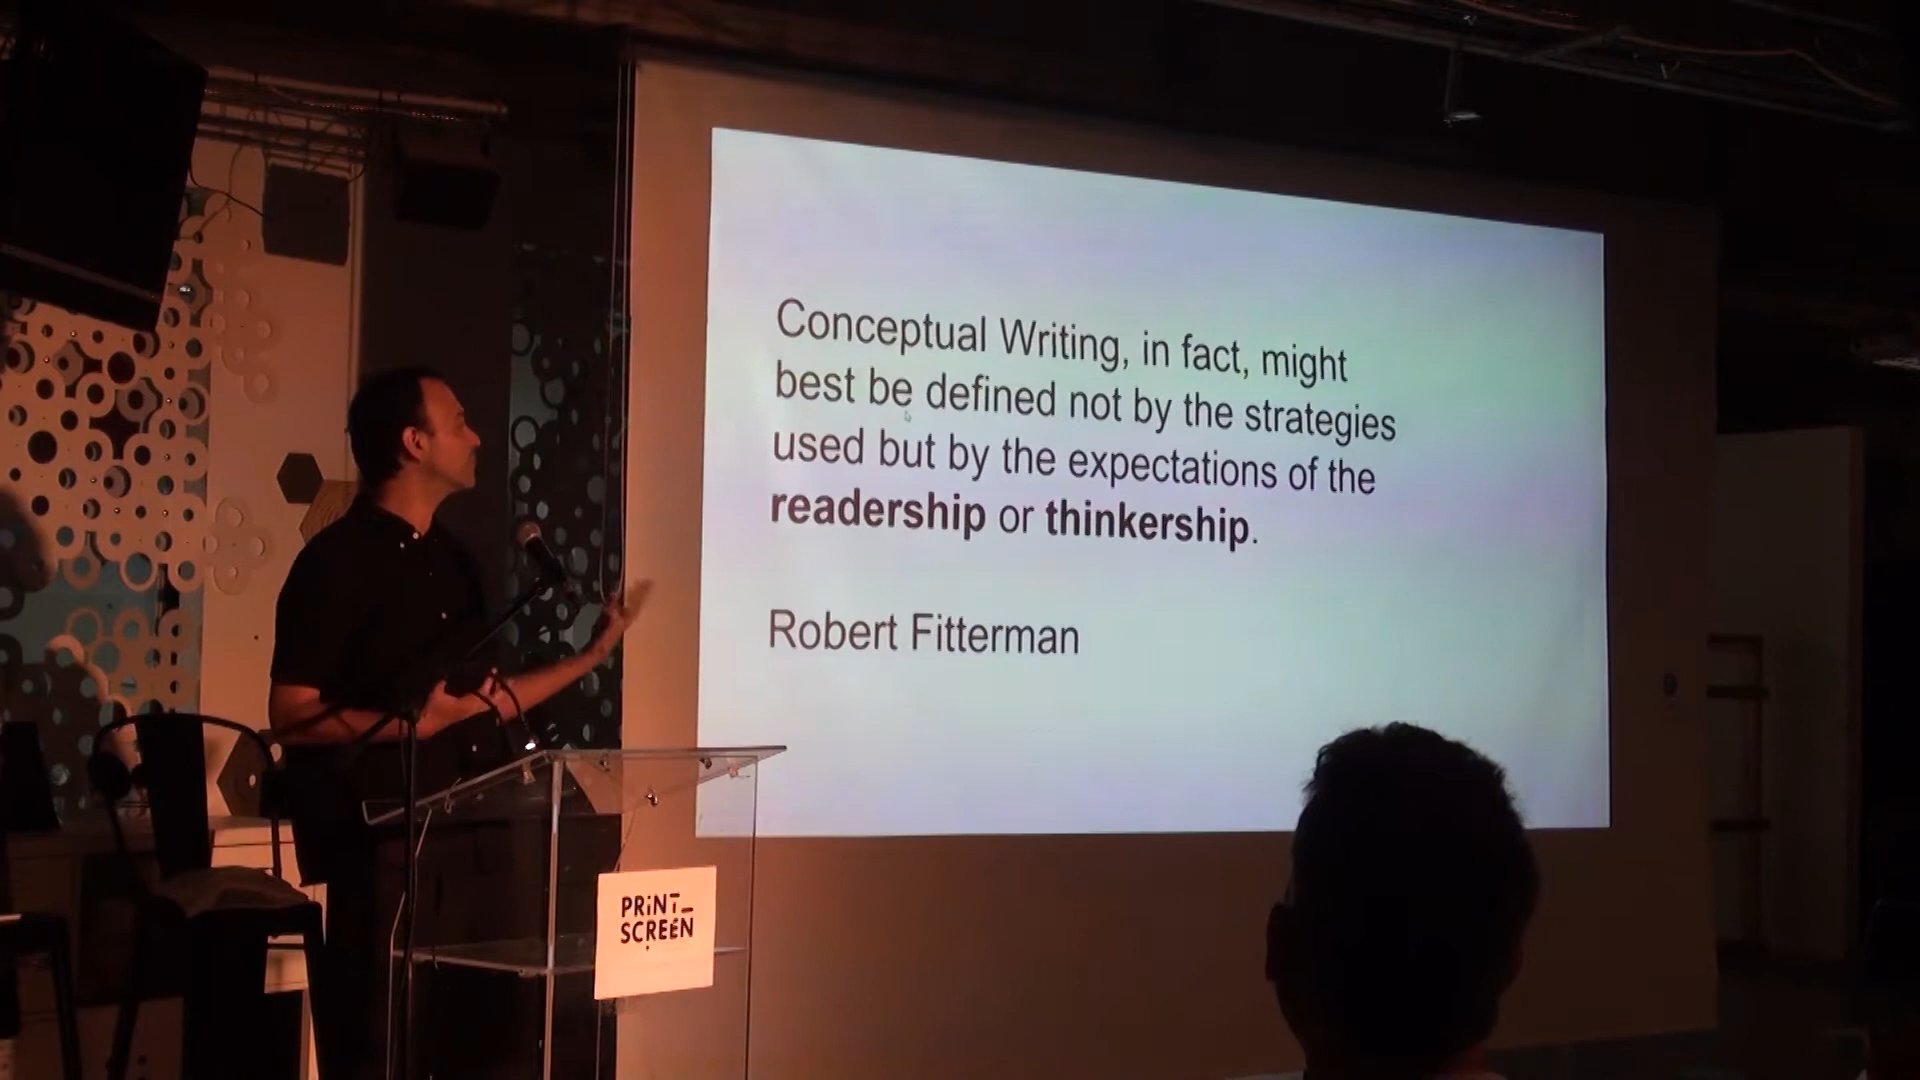 Conceptual Writing, in fact, might
best be defined not by the strategies
used but by the expectations of the
readership or thinkership.
Robert Fitterman
PRINT_
SCREEN